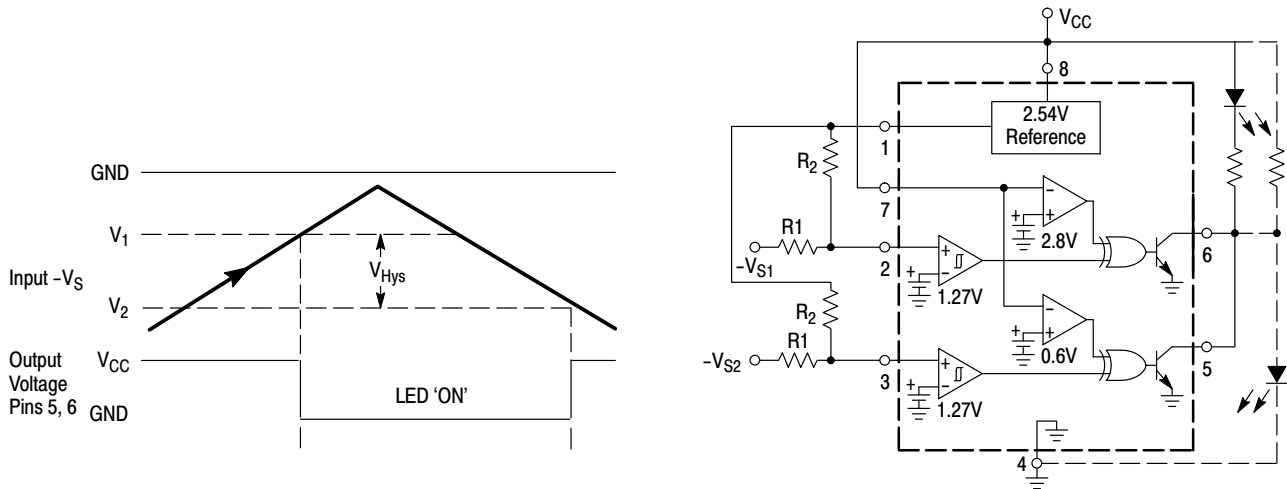 GND
V1
Input –VS
VHys
V2
Output
Voltage
Pins 5, 6
VCC
GND
LED ‘ON’
VCC
8
2.54V
Reference
1
R2
7
R1
–VS1
2
+
–
1.27V
–
+
+
2.8V
+
6
R2
R1
–VS2
3
+
–
1.27V
+
–
+
0.6V
+
5
4